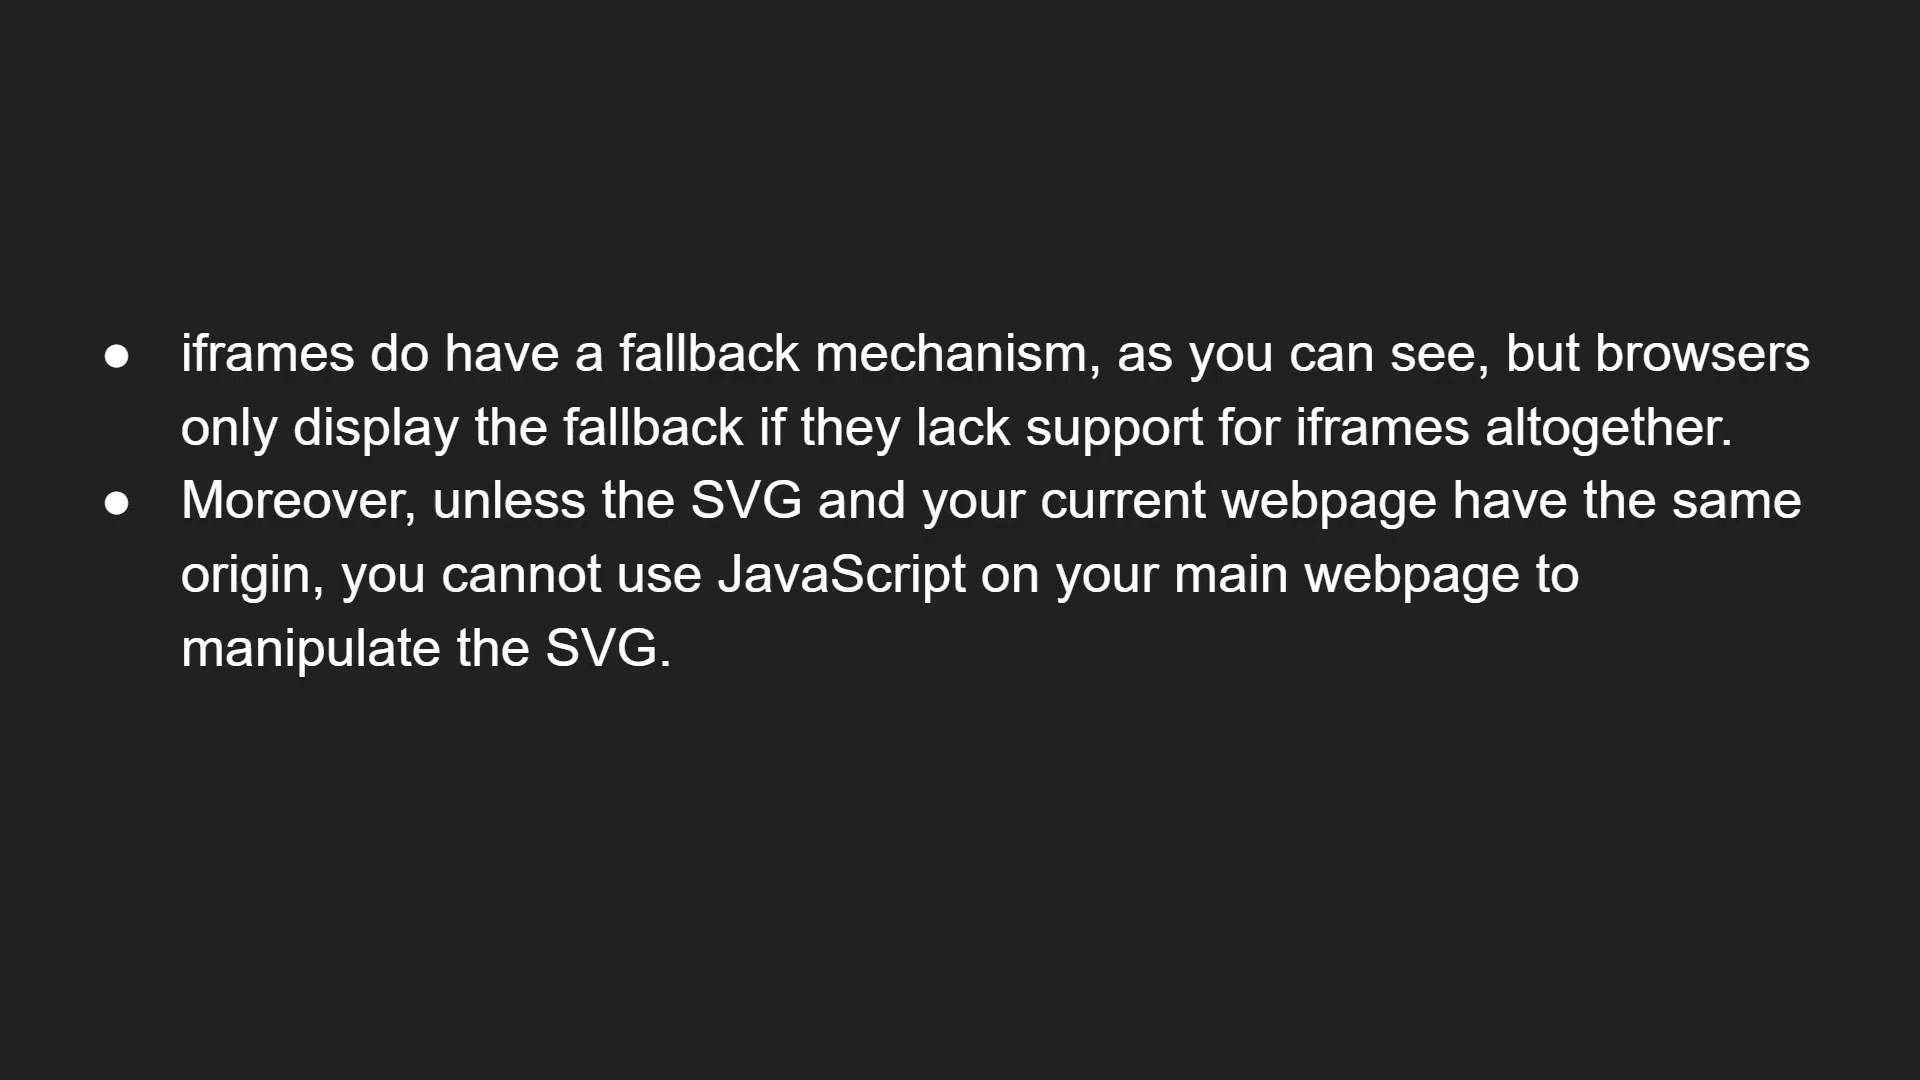 ● iframes do have a fallback mechanism, as you can see, but browsers
only display the fallback if they lack support for iframes altogether.
● Moreover, unless the SVG and your current webpage have the same
origin, you cannot use JavaScript on your main webpage to
manipulate the SVG.